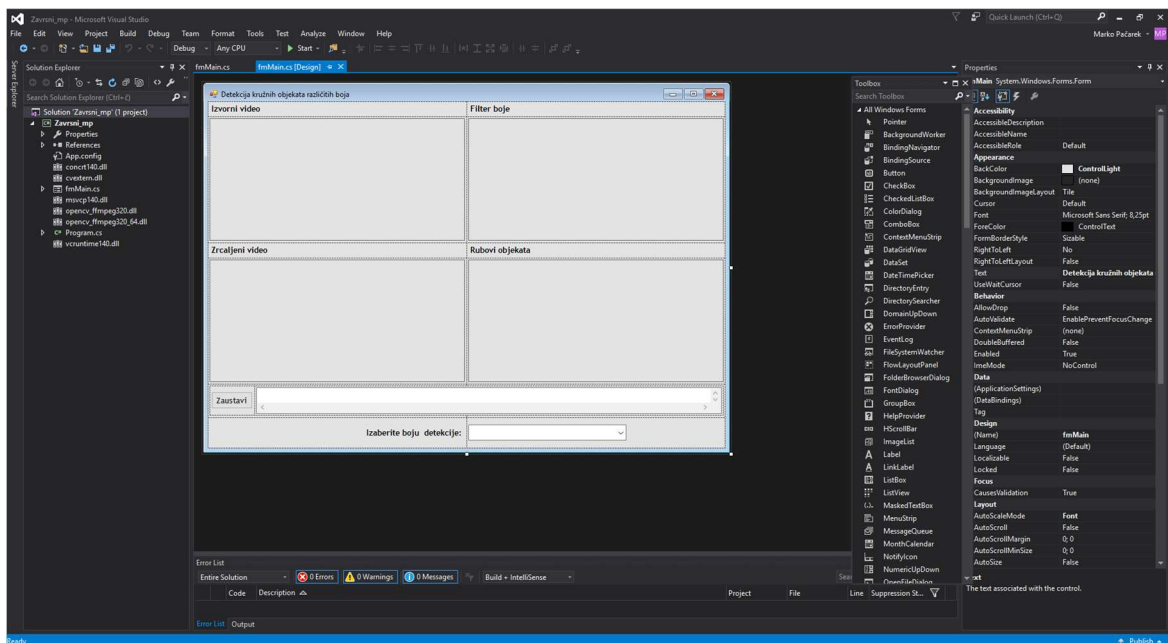 Zavrsni_mp - Microsoft Visual Studio
Quick Launch (Ctrl+Q)
File Edit View Project Build Debug Team Format Tools Test Analyze Window Help
Marko Pačarek MP
Debug Any CPU Start
Server Explorer
Solution Explorer
Search Solution Explorer (Ctrl+č)
Solution 'Zavrsni_mp' (1 project)
Zavrsni_mp
Properties
References
App.config
concrt140.dll
cvextern.dll
fmMain.cs
msvcp140.dll
opencv_ffmpeg320.dll
opencv_ffmpeg320_64.dll
Program.cs
vcruntime140.dll
fmMain.cs fmMain.cs [Design]
Detekcija kružnih objekata različitih boja
Izvorni video Filter boje
Zrcaljeni video Rubovi objekata
Zaustavi
Izaberite boju detekcije:
Error List
Entire Solution 0 Errors 0 Warnings 0 Messages Build + IntelliSense
Code Description Project File Line Suppression St...
Error List Output
Toolbox
Search Toolbox
All Windows Forms
Pointer
BackgroundWorker
BindingNavigator
BindingSource
Button
CheckBox
CheckedListBox
ColorDialog
ComboBox
ContextMenuStrip
DataGridView
DataSet
DateTimePicker
DirectoryEntry
DirectorySearcher
DomainUpDown
ErrorProvider
EventLog
FileSystemWatcher
FlowLayoutPanel
FolderBrowserDialog
FontDialog
GroupBox
HelpProvider
HScrollBar
ImageList
Label
LinkLabel
ListBox
ListView
MaskedTextBox
MenuStrip
MessageQueue
MonthCalendar
NotifyIcon
NumericUpDown
OpenFileDialog
Properties
System.Windows.Forms.Form
Accessibility
AccessibleDescription
AccessibleName
AccessibleRole Default
Appearance
BackColor ControlLight
BackgroundImage (none)
BackgroundImageLayout Tile
Cursor Default
Font Microsoft Sans Serif; 8,25pt
ForeColor ControlText
FormBorderStyle Sizable
RightToLeft No
RightToLeftLayout False
Text Detekcija kružnih objekata
UseWaitCursor False
Behavior
AllowDrop False
AutoValidate EnablePreventFocusChange
ContextMenuStrip (none)
DoubleBuffered False
Enabled True
ImeMode NoControl
Data
(ApplicationSettings)
(DataBindings)
Tag
Design
(Name) fmMain
Language (Default)
Localizable False
Locked False
Focus
CausesValidation True
Layout
AutoScaleMode Font
AutoScroll False
AutoScrollMargin 0; 0
AutoScrollMinSize 0; 0
AutoSize False
The text associated with the control.
Ready
Publish